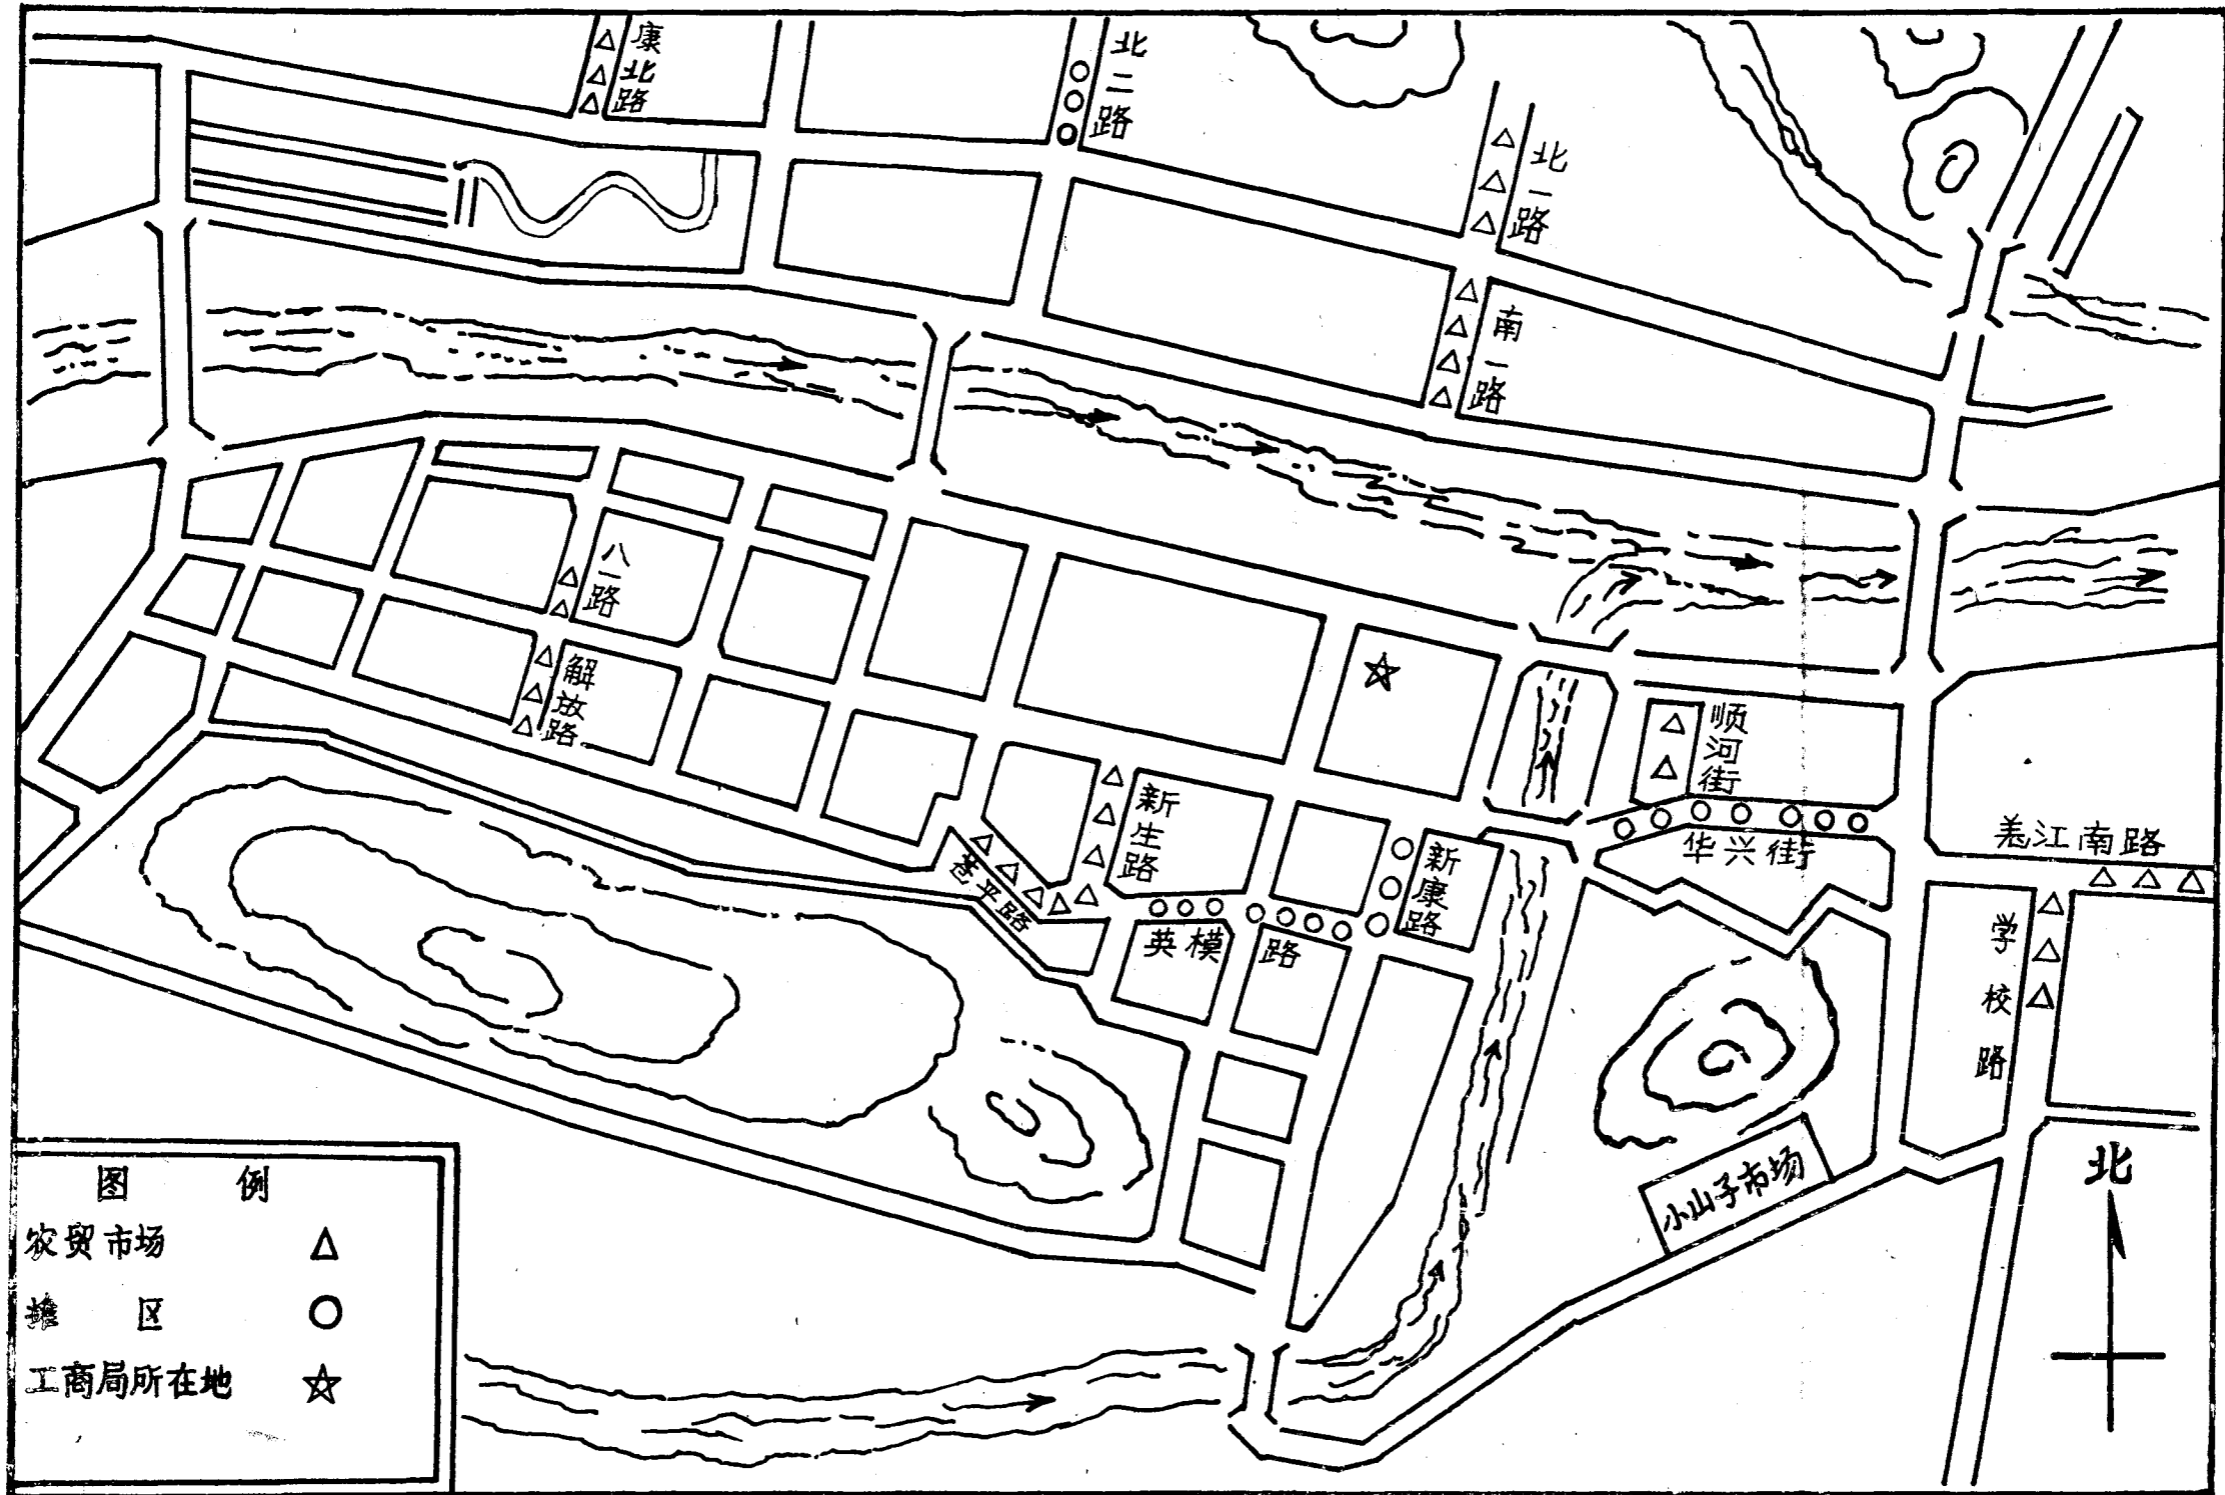 康北路
北二路
北一路
南一路
八一路
解放路
顺河街
新生路
华兴街
羌江南路
苍平路
新康路
英模路
学校路
小山子市场
北
图 例
农贸市场 △
摊 区 ○
工商局所在地 ☆